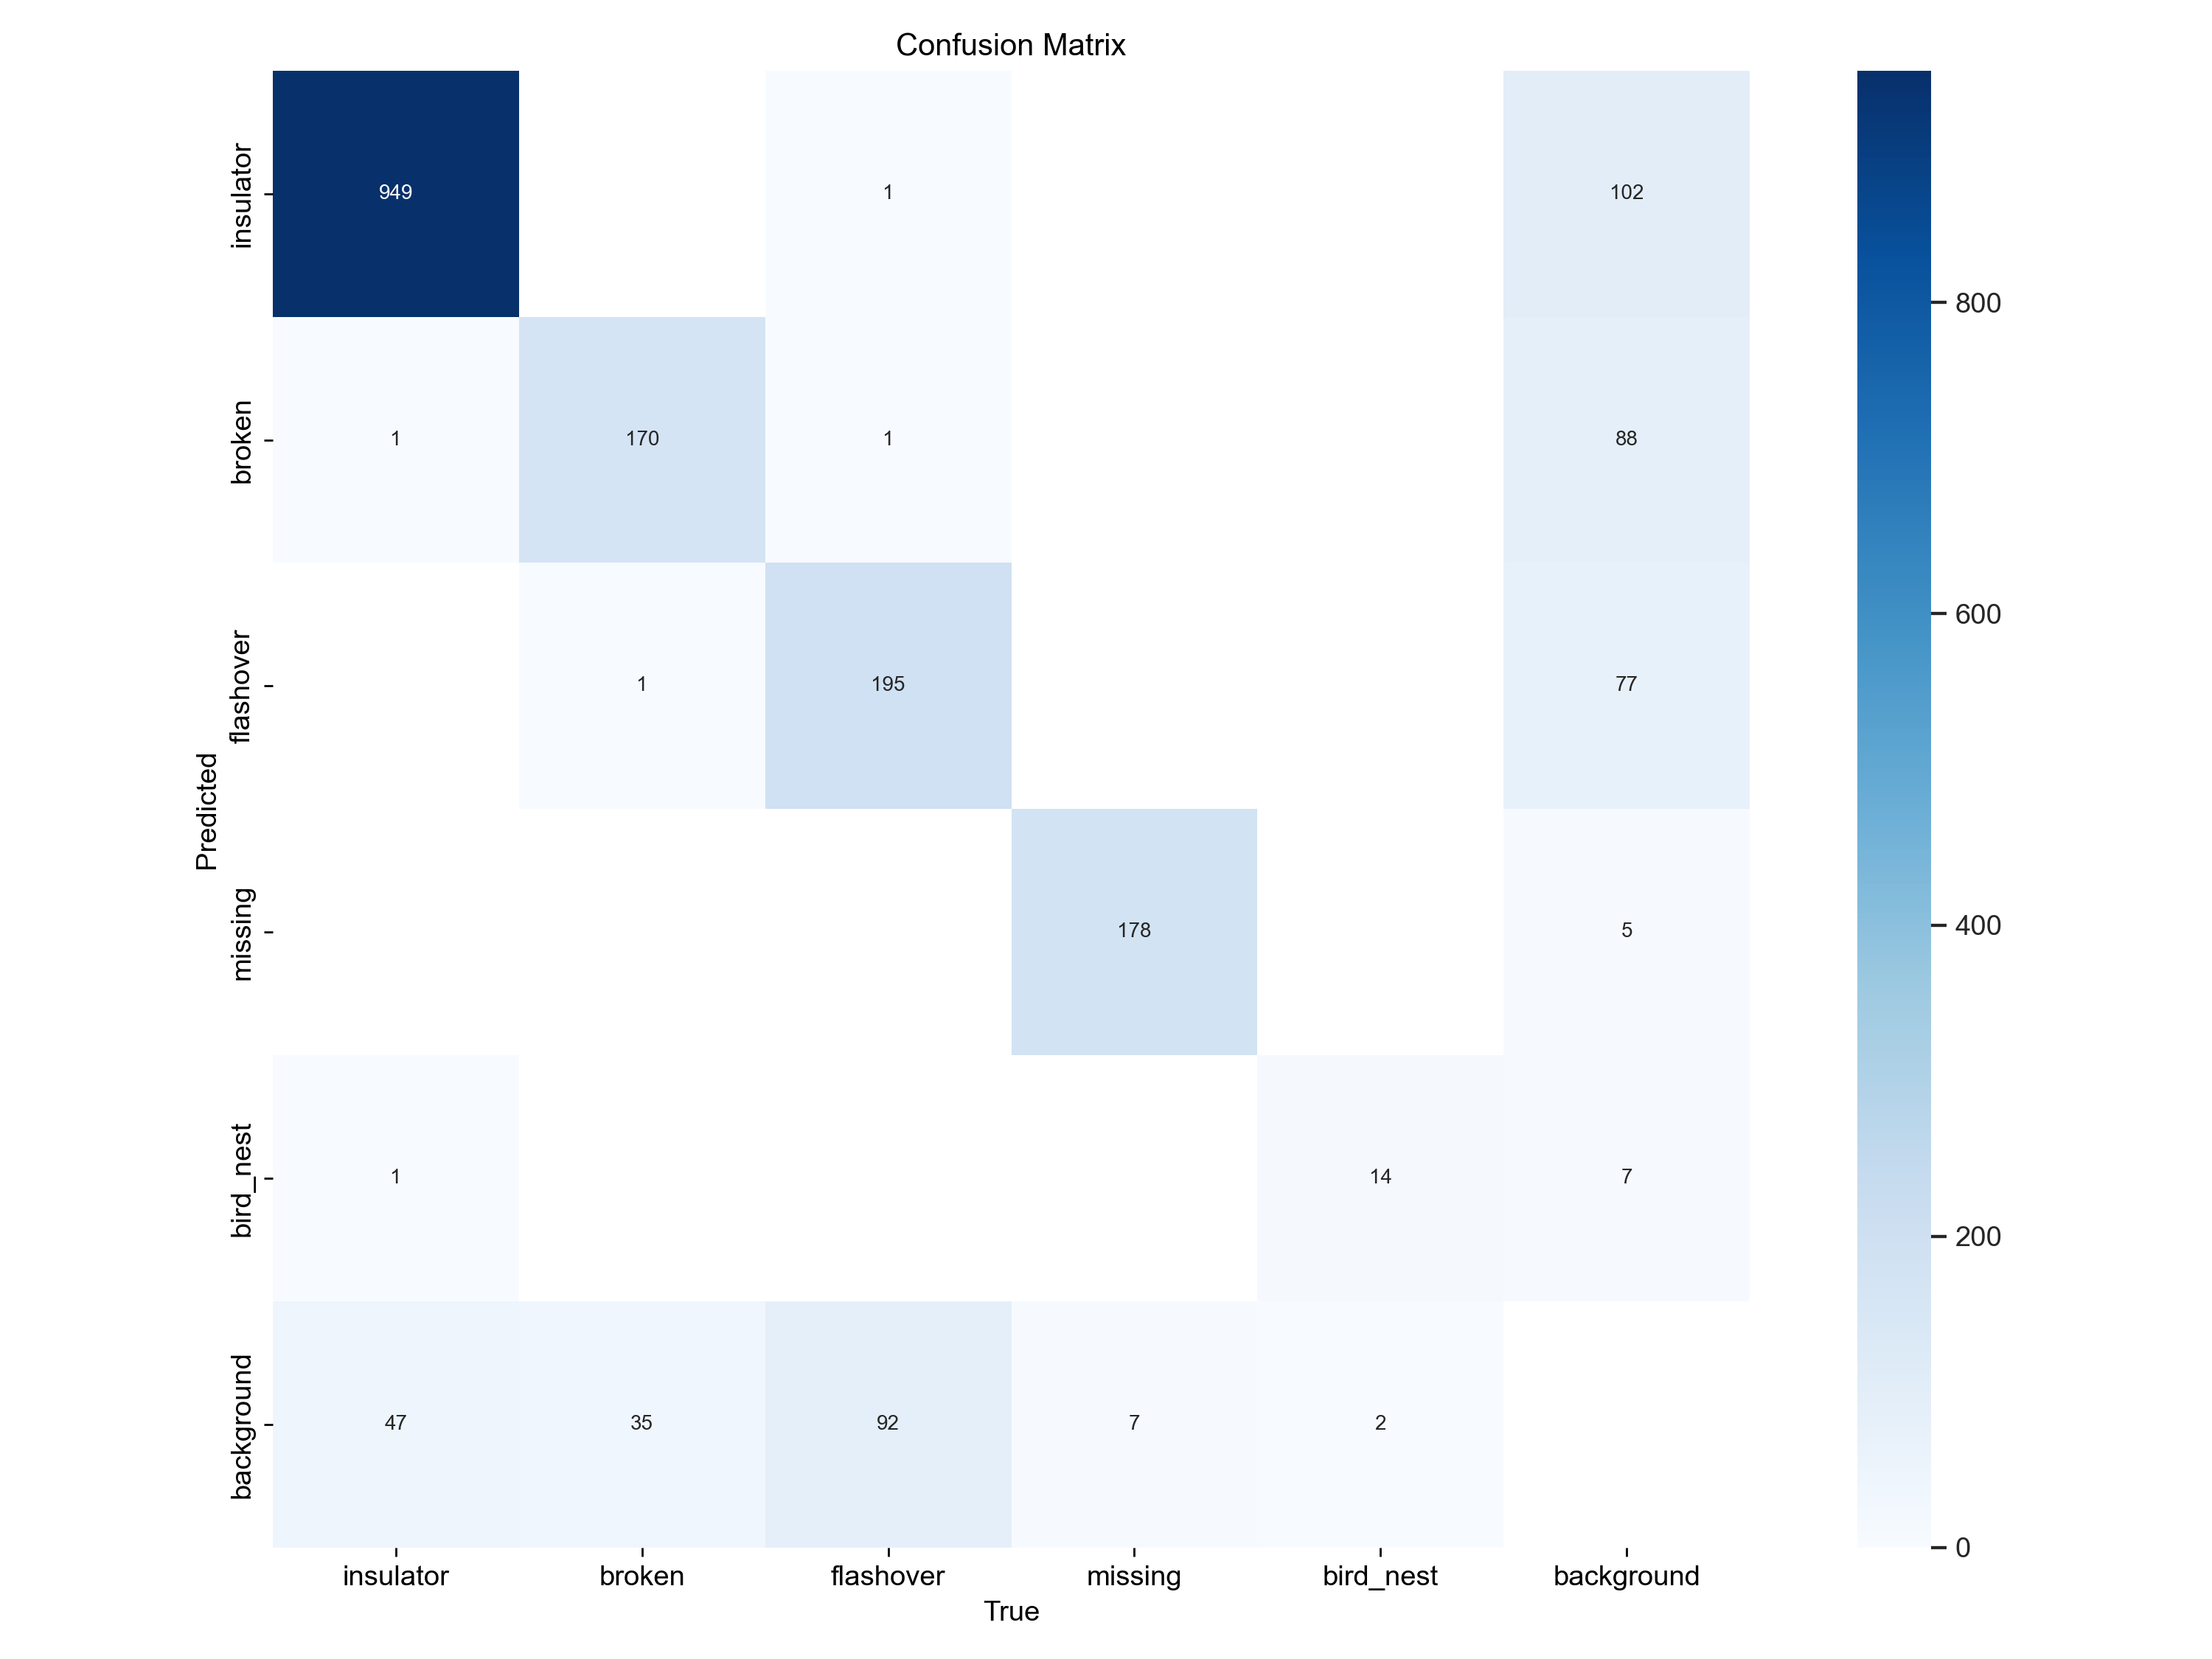 Confusion Matrix
insulator
949
1
102
800
broken
1
170
1
88
600
flashover
1
195
77
Predicted
missing
178
5
400
bird_nest
1
14
7
200
background
47
35
92
7
2
0
insulator
broken
flashover
missing
bird_nest
background
True